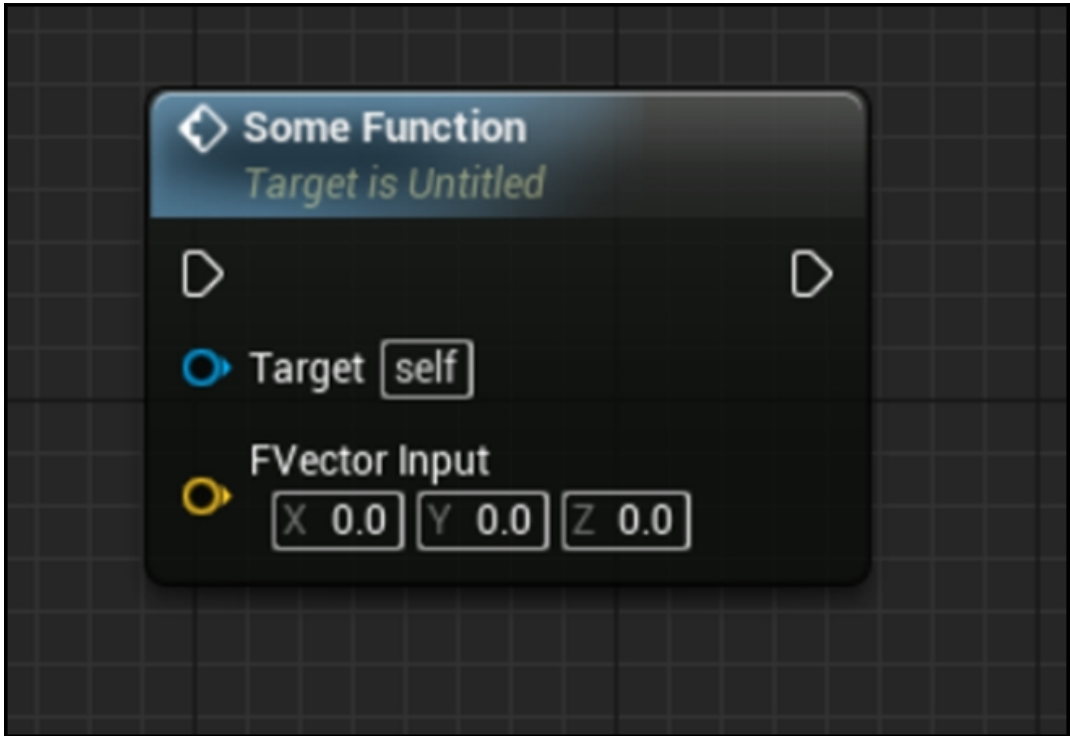 Some Function
Target is Untitled
Target self
FVector Input
X 0.0 Y 0.0 Z 0.0